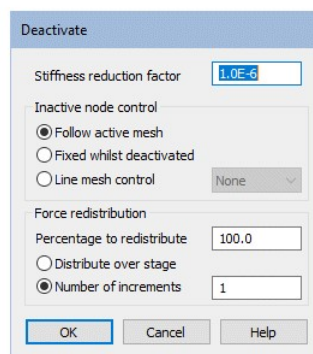 Deactivate
Stiffness reduction factor 1.0E-6
Inactive node control
Follow active mesh
Fixed whilst deactivated
Line mesh control None
Force redistribution
Percentage to redistribute 100.0
Distribute over stage
Number of increments 1
OK Cancel Help